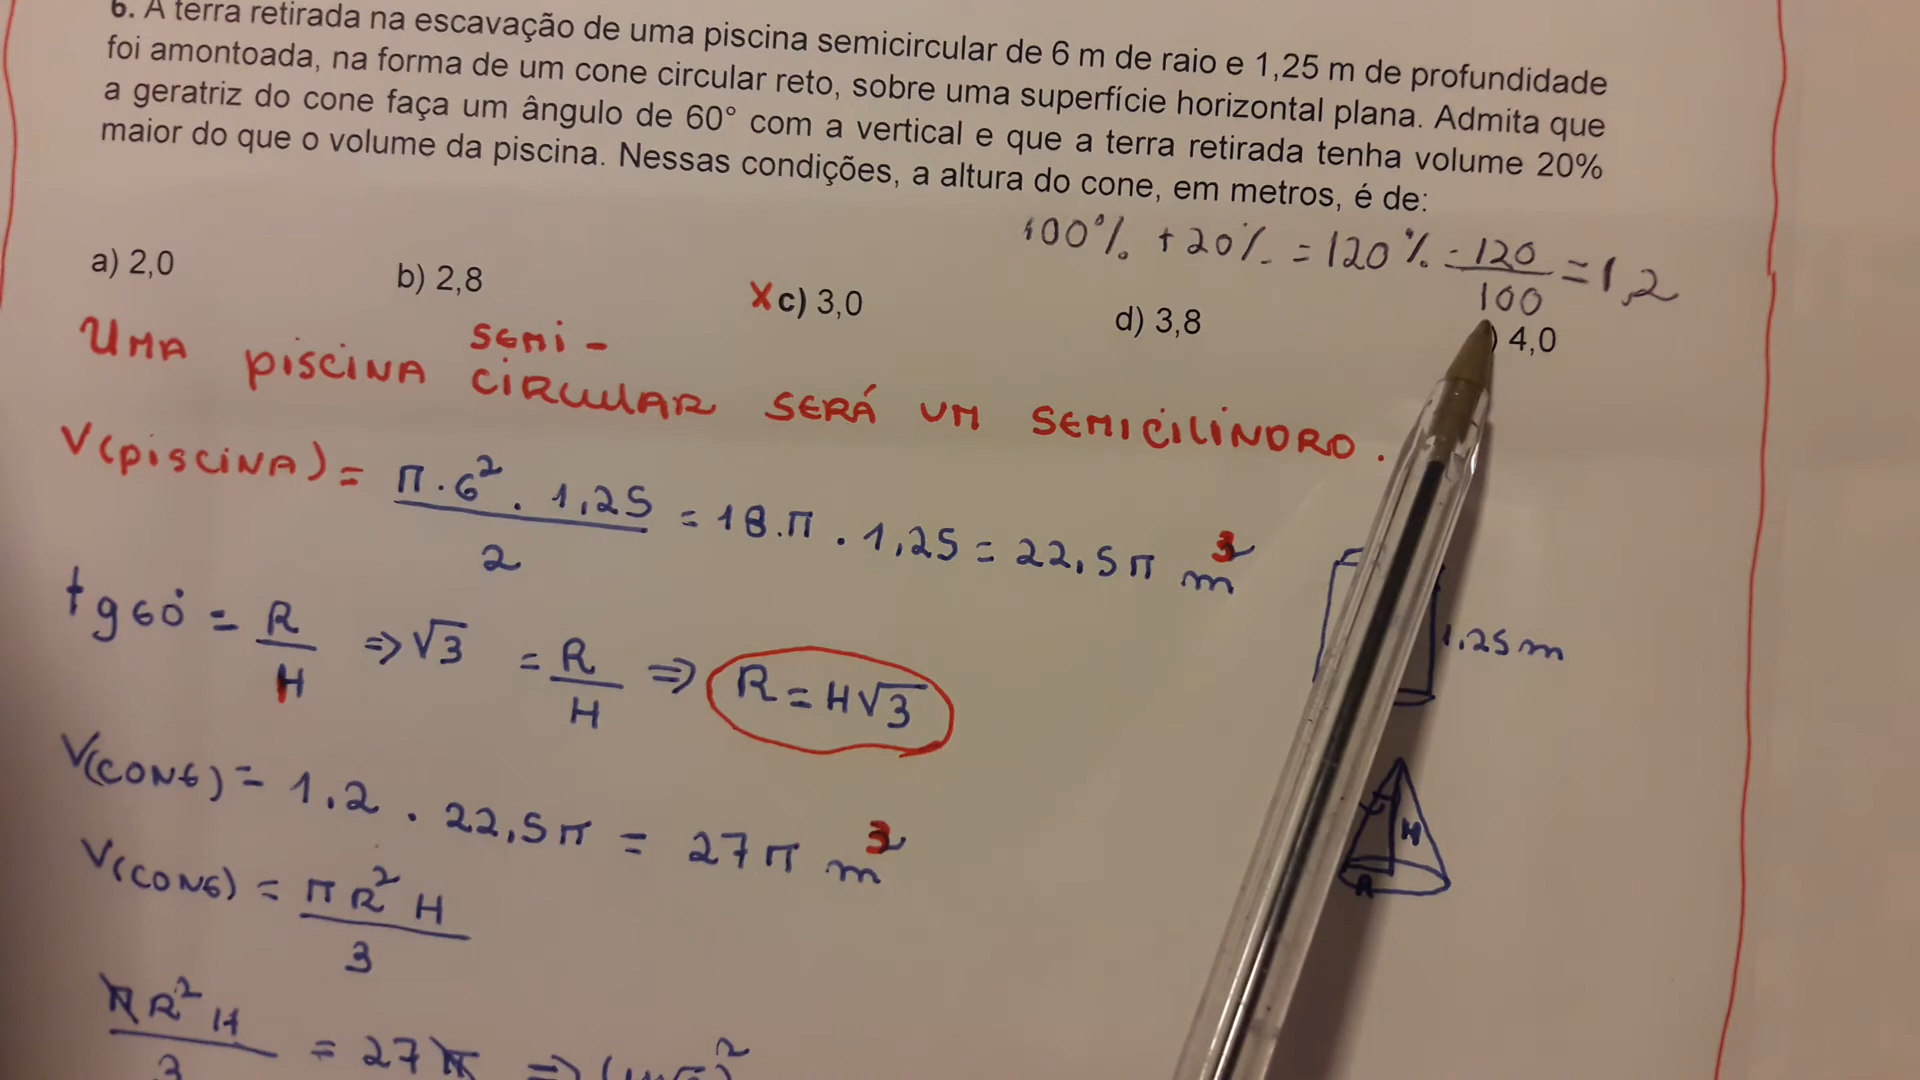 6. A terra retirada na escavação de uma piscina semicircular de 6 m de raio e 1,25 m de profundidade
foi amontoada, na forma de um cone circular reto, sobre uma superfície horizontal plana. Admita que
a geratriz do cone faça um ângulo de 60° com a vertical e que a terra retirada tenha volume 20%
maior do que o volume da piscina. Nessas condições, a altura do cone, em metros, é de:
100% + 20% = 120% = 120/100 = 1,2
a) 2,0 b) 2,8 X c) 3,0 d) 3,8 ) 4,0
UMA PISCINA SEMI-
CIRCULAR SERÁ UM SEMICILINDRO.
V(PISCINA) = π.6². 1,25 / 2 = 18.π . 1,25 = 22,5π m³
1,25 m
tg60° = R/H => √3 = R/H => R = H√3
V(CONE) = 1,2 . 22,5π = 27π m³
H
R
V(CONE) = πR²H / 3
πR²H / 3 = 27π =>